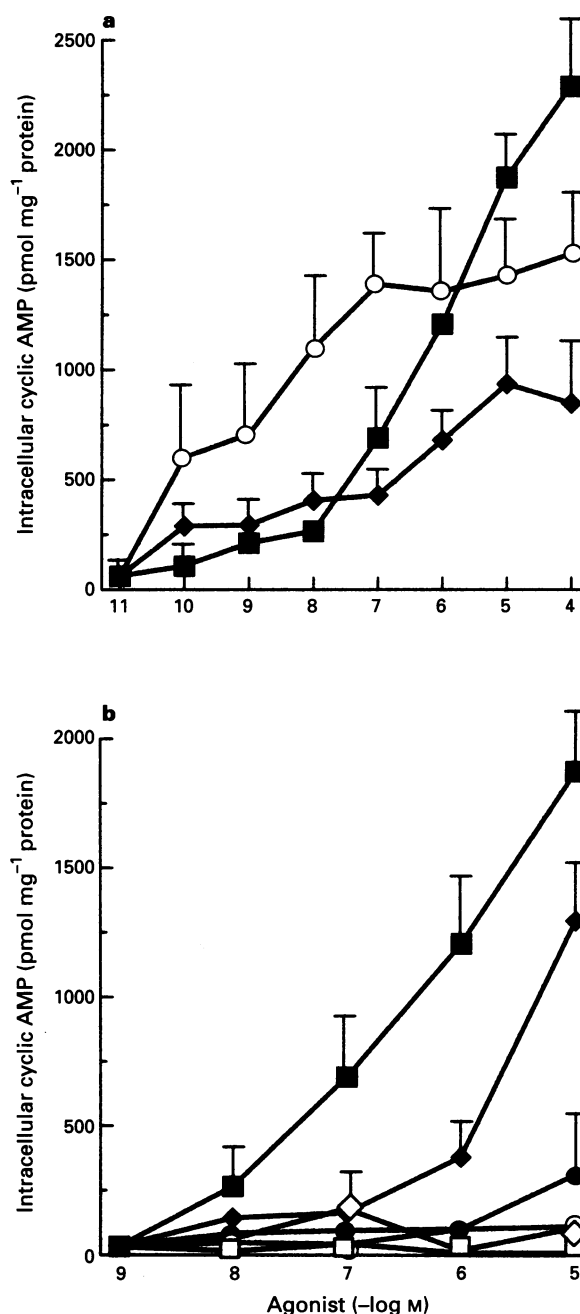 a
Intracellular cyclic AMP (pmol mg⁻¹ protein)
2500
2000
1500
1000
500
0
11 10 9 8 7 6 5 4
b
Intracellular cyclic AMP (pmol mg⁻¹ protein)
2000
1500
1000
500
0
9 8 7 6 5
Agonist (–log M)